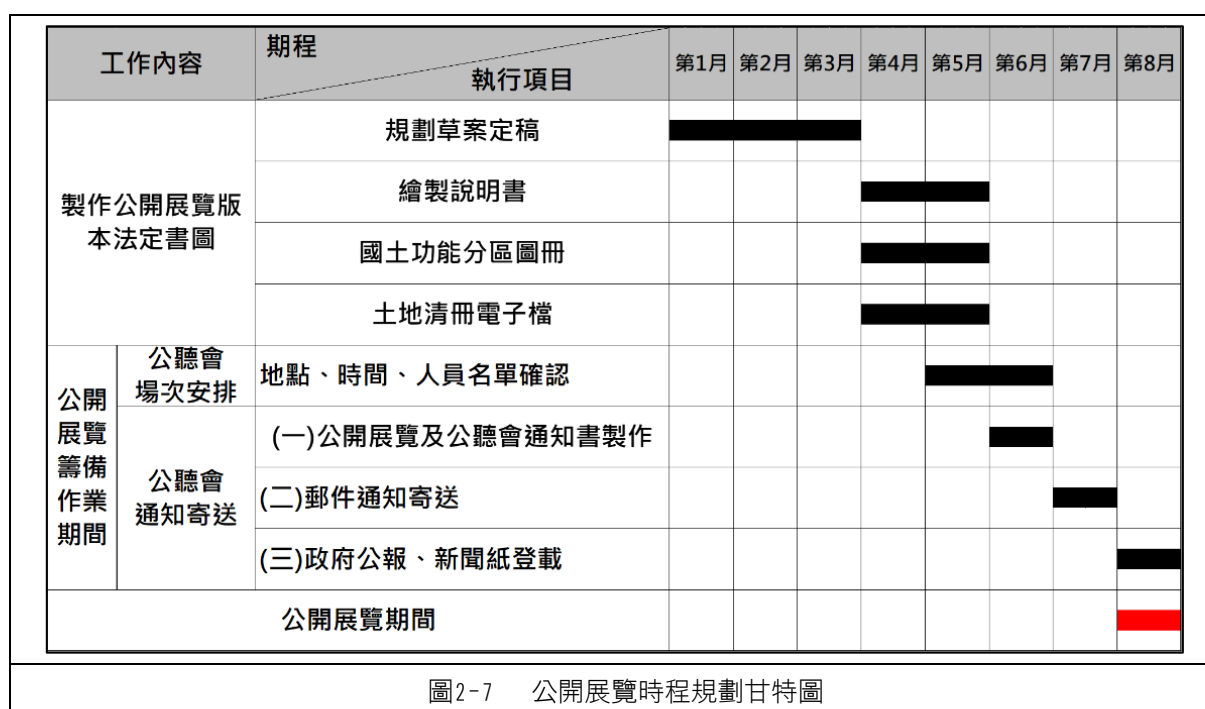 工作內容
期程
執行項目
第1月 第2月 第3月 第4月 第5月 第6月 第7月 第8月
製作公開展覽版
本法定書圖
規劃草案定稿
繪製說明書
國土功能分區圖冊
土地清冊電子檔
公開
展覽
籌備
作業
期間
公聽會
場次安排
地點、時間、人員名單確認
公聽會
通知寄送
(一)公開展覽及公聽會通知書製作
(二)郵件通知寄送
(三)政府公報、新聞紙登載
公開展覽期間
圖2-7 公開展覽時程規劃甘特圖